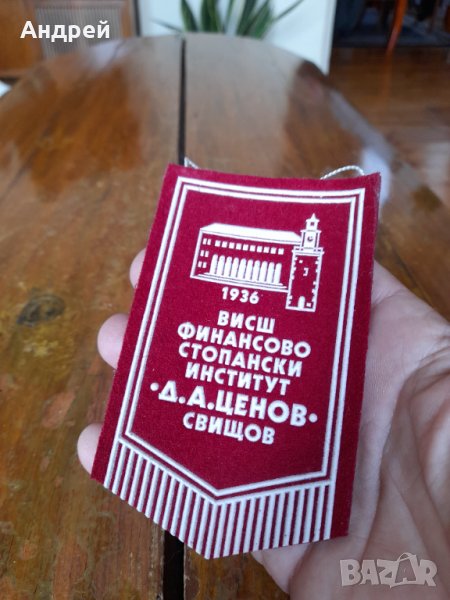 Андрей
1936
ВИСШ
ФИНАНСОВО
СТОПАНСКИ
ИНСТИТУТ
·Д.А.ЦЕНОВ·
СВИЩОВ
BAZAR